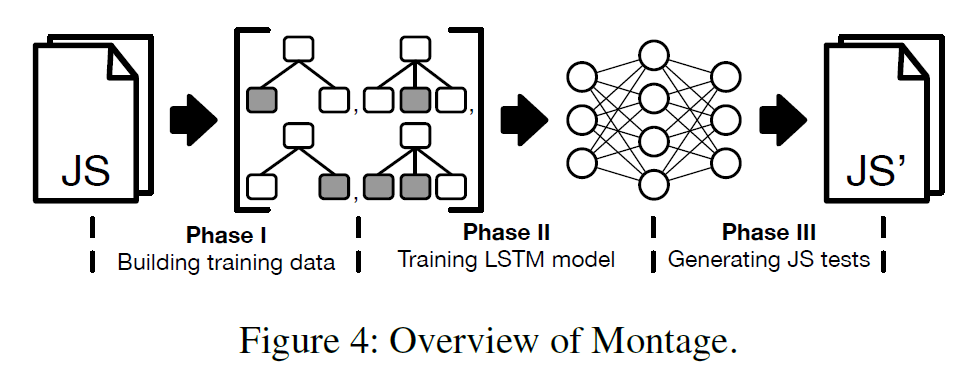 JS
JS’
Phase I
Building training data
Phase II
Training LSTM model
Phase III
Generating JS tests
Figure 4: Overview of Montage.